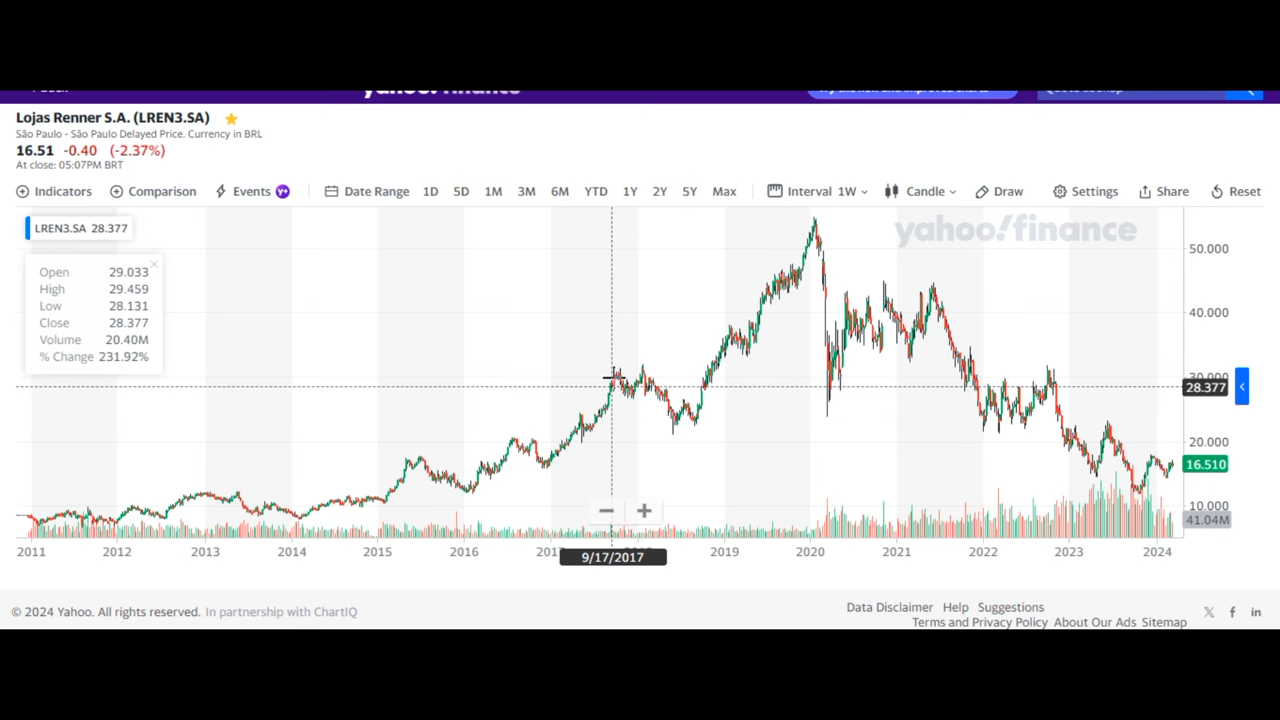 Lojas Renner S.A. (LREN3.SA)
São Paulo - São Paulo Delayed Price. Currency in BRL
16.51 -0.40 (-2.37%)
At close: 05:07PM BRT
Indicators Comparison Events Y+ Date Range 1D 5D 1M 3M 6M YTD 1Y 2Y 5Y Max Interval 1W Candle Draw Settings Share Reset
LREN3.SA 28.377
yahoo!finance
Open 29.033
High 29.459
Low 28.131
Close 28.377
Volume 20.40M
% Change 231.92%
50.000
40.000
30.000
28.377
20.000
16.510
10.000
41.04M
2011 2012 2013 2014 2015 2016 2019 2020 2021 2022 2023 2024
9/17/2017
© 2024 Yahoo. All rights reserved. In partnership with ChartIQ
Data Disclaimer Help Suggestions
Terms and Privacy Policy About Our Ads Sitemap